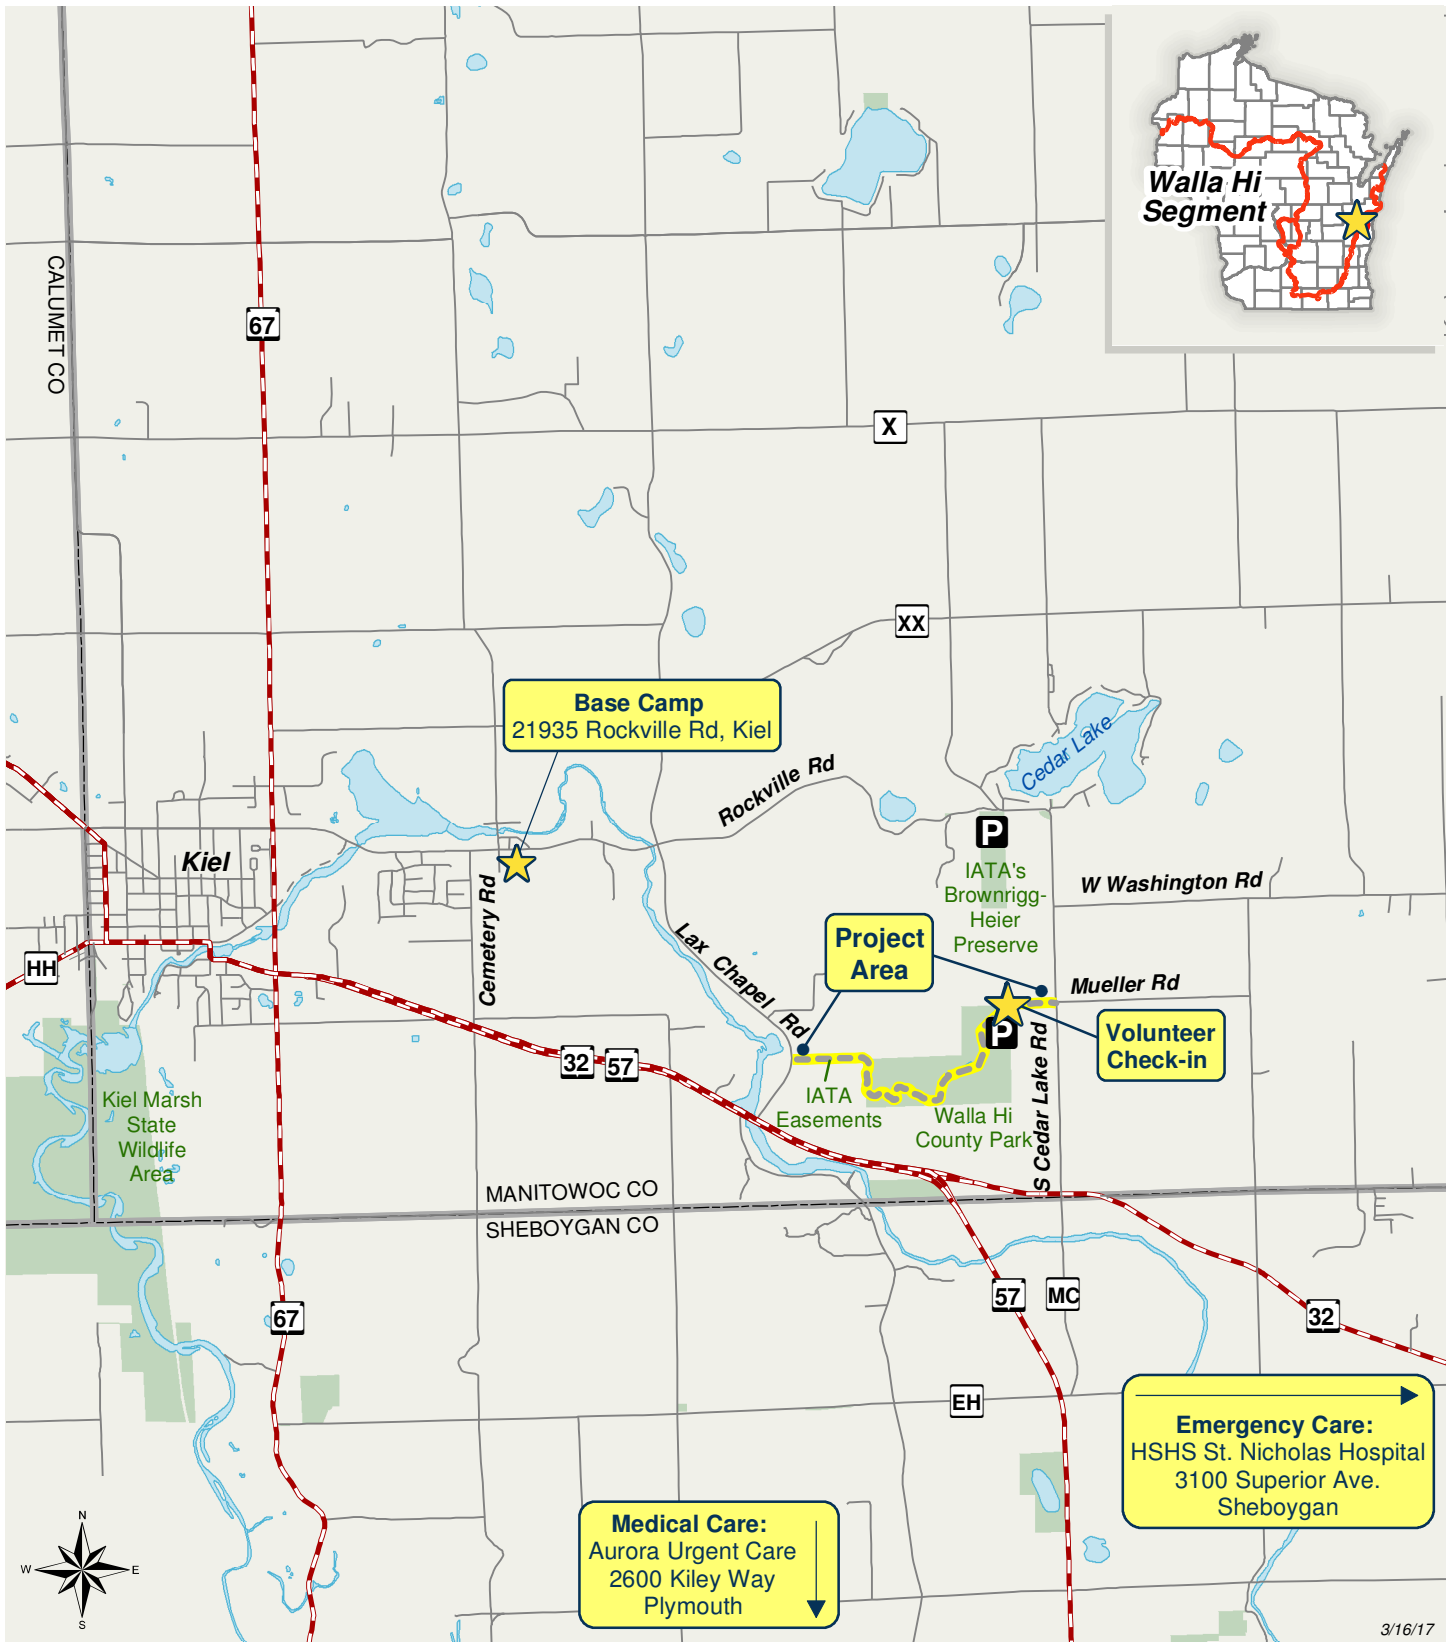 Walla Hi
Segment
CALUMET CO
67
X
XX
Base Camp
21935 Rockville Rd, Kiel
Cedar Lake
Rockville Rd
P
Kiel
IATA's
Brownrigg-
Heier
Preserve
W Washington Rd
Cemetery Rd
Project
Area
Lax Chapel Rd
HH
Mueller Rd
P
Volunteer
Check-in
32
57
S Cedar Lake Rd
IATA
Easements
Walla Hi
County Park
Kiel Marsh
State
Wildlife
Area
MANITOWOC CO
SHEBOYGAN CO
57
MC
67
32
EH
Emergency Care:
HSHS St. Nicholas Hospital
3100 Superior Ave.
Sheboygan
Medical Care:
Aurora Urgent Care
2600 Kiley Way
Plymouth
N
W
E
S
3/16/17